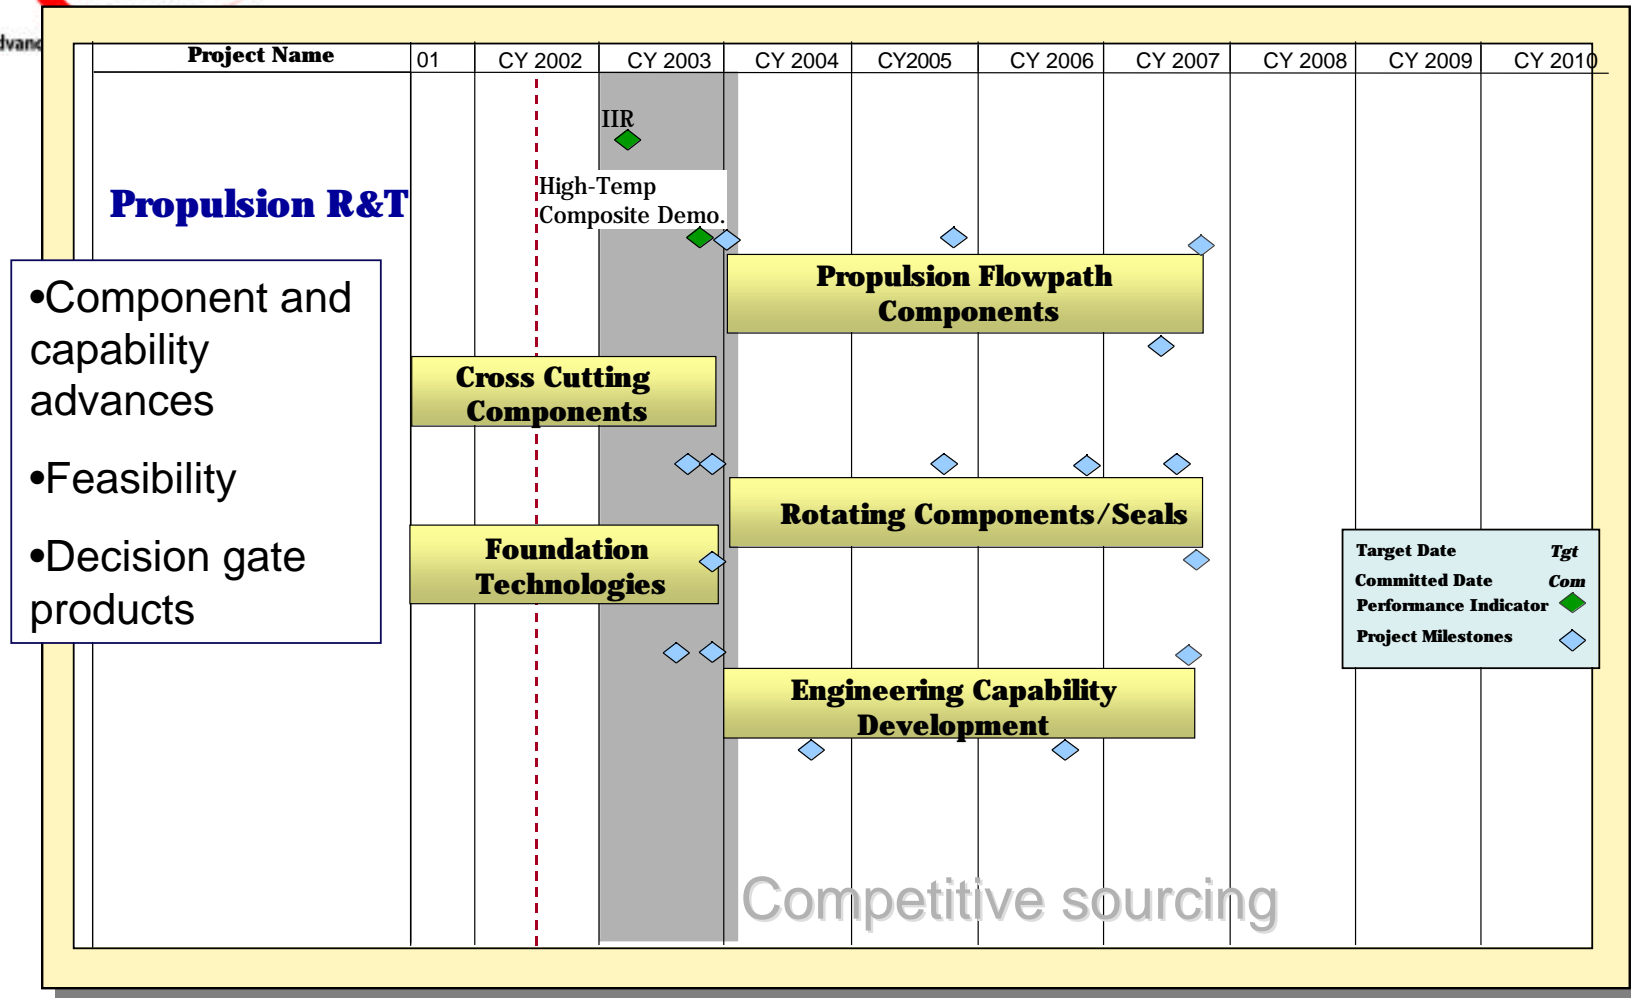 Project Name 01 CY 2002 CY 2003 CY 2004 CY2005 CY 2006 CY 2007 CY 2008 CY 2009 CY 2010
IIR
High-Temp
Composite Demo.
Propulsion R&T
•Component and
capability
advances
•Feasibility
•Decision gate
products
Propulsion Flowpath
Components
Cross Cutting
Components
Rotating Components/Seals
Foundation
Technologies
Engineering Capability
Development
Target Date Tgt
Committed Date Com
Performance Indicator
Project Milestones
Competitive sourcing